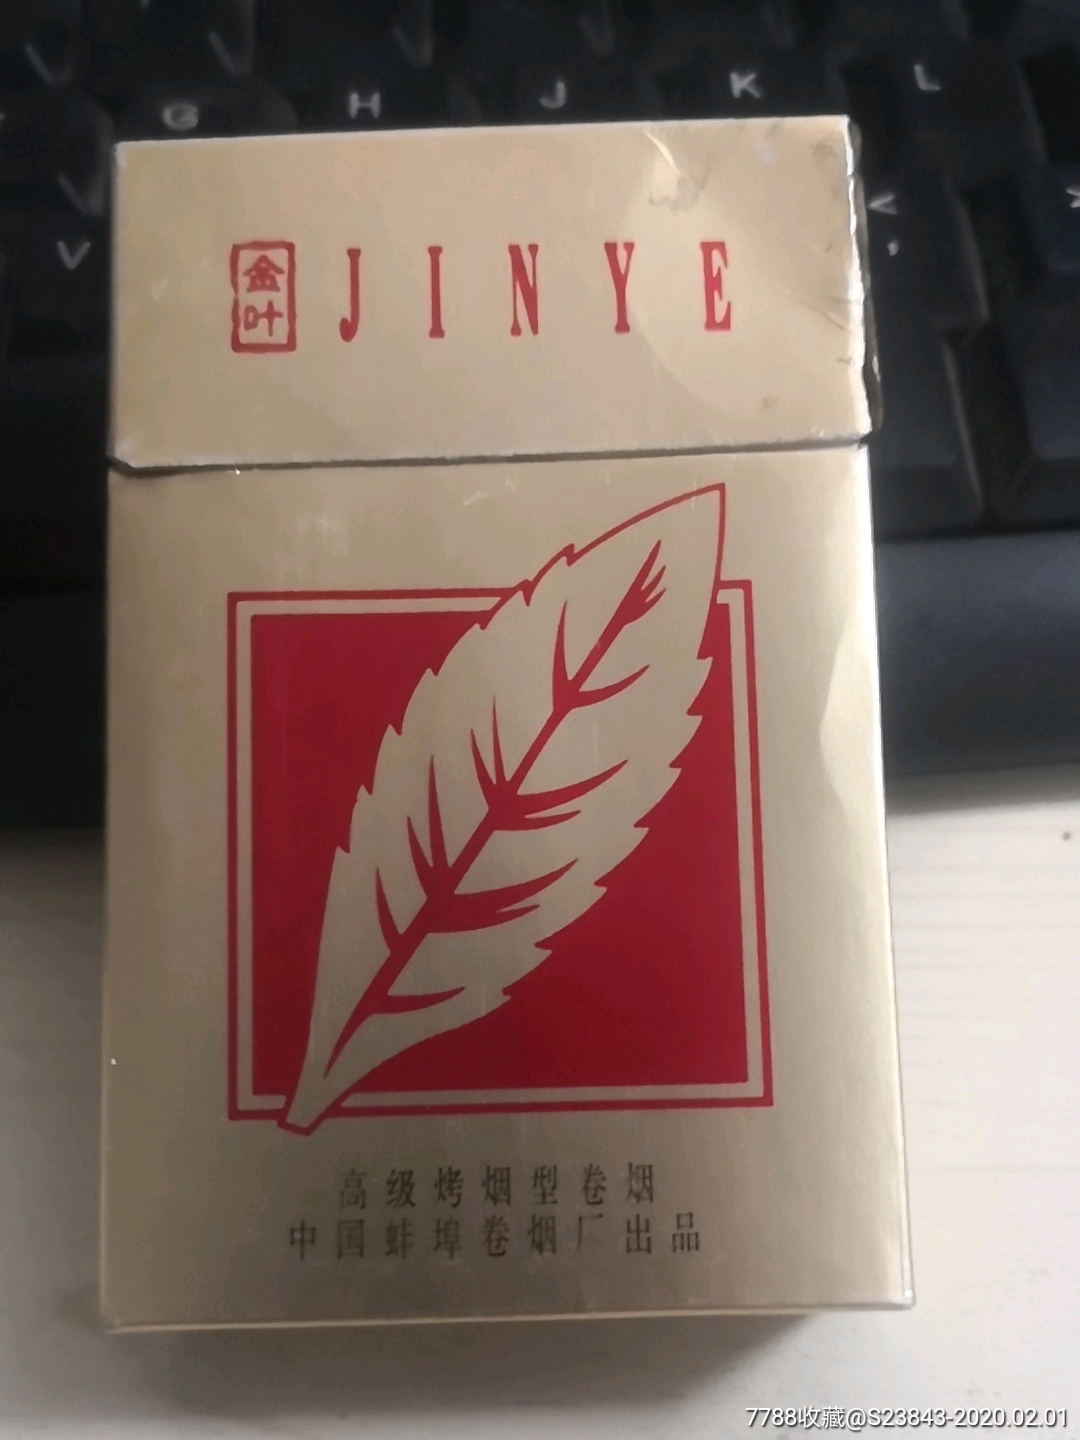 G H J K L
V < >
,
金叶 JINYE
高级烤烟型卷烟
中国蚌埠卷烟厂出品
7788收藏@S23843-2020.02.01